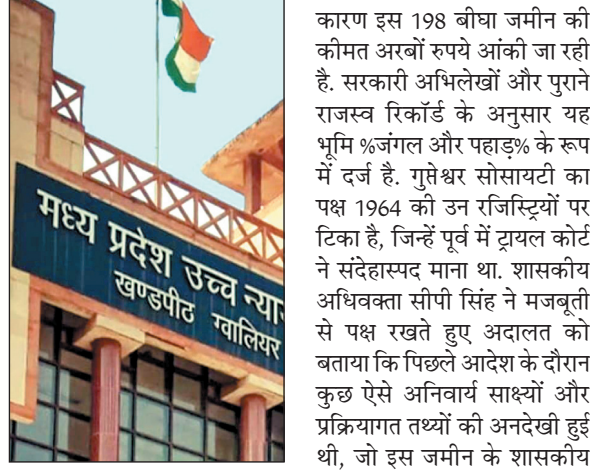 मध्य प्रदेश उच्च न्या
खण्डपीठ ग्वालियर
कारण इस 198 बीघा जमीन की
कीमत अरबों रुपये आंकी जा रही
है. सरकारी अभिलेखों और पुराने
राजस्व रिकॉर्ड के अनुसार यह
भूमि %जंगल और पहाड़% के रूप
में दर्ज है. गुप्तेश्वर सोसायटी का
पक्ष 1964 की उन रजिस्ट्रियों पर
टिका है, जिन्हें पूर्व में ट्रायल कोर्ट
ने संदेहास्पद माना था. शासकीय
अधिवक्ता सीपी सिंह ने मजबूती
से पक्ष रखते हुए अदालत को
बताया कि पिछले आदेश के दौरान
कुछ ऐसे अनिवार्य साक्ष्यों और
प्रक्रियागत तथ्यों की अनदेखी हुई
थी, जो इस जमीन के शासकीय